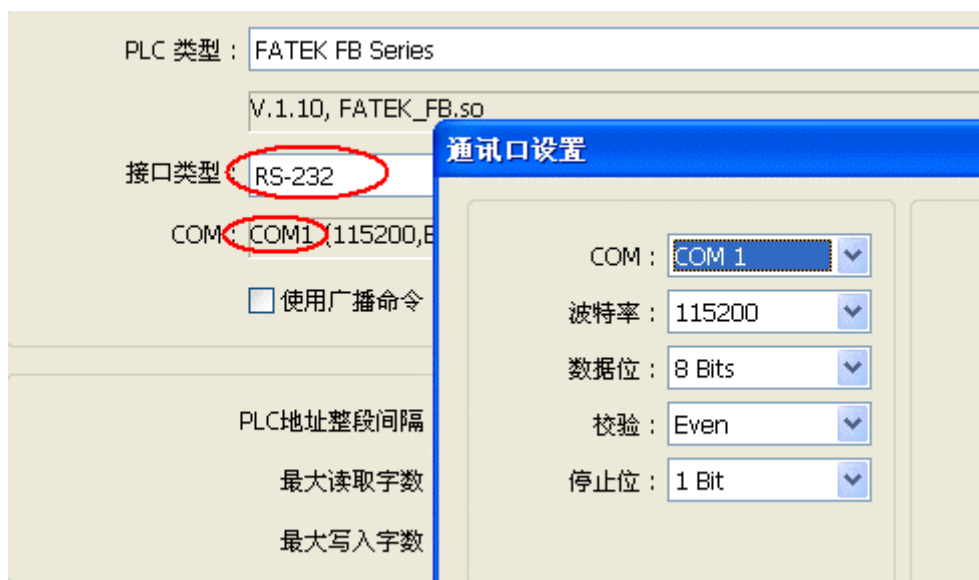 PLC 类型： FATEK FB Series
V.1.10, FATEK_FB.so
接口类型： RS-232
COM： COM1 (115200,E
使用广播命令
PLC地址整段间隔
最大读取字数
最大写入字数
通讯口设置
COM： COM 1
波特率： 115200
数据位： 8 Bits
校验： Even
停止位： 1 Bit